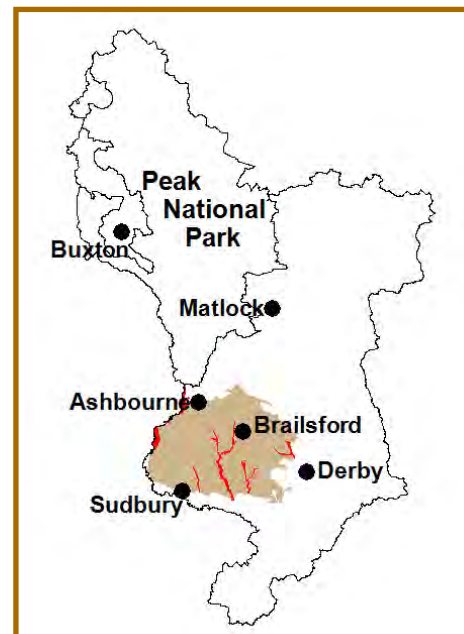 Peak
National
Park
Buxton
Matlock
Ashbourne
Brailsford
Derby
Sudbury